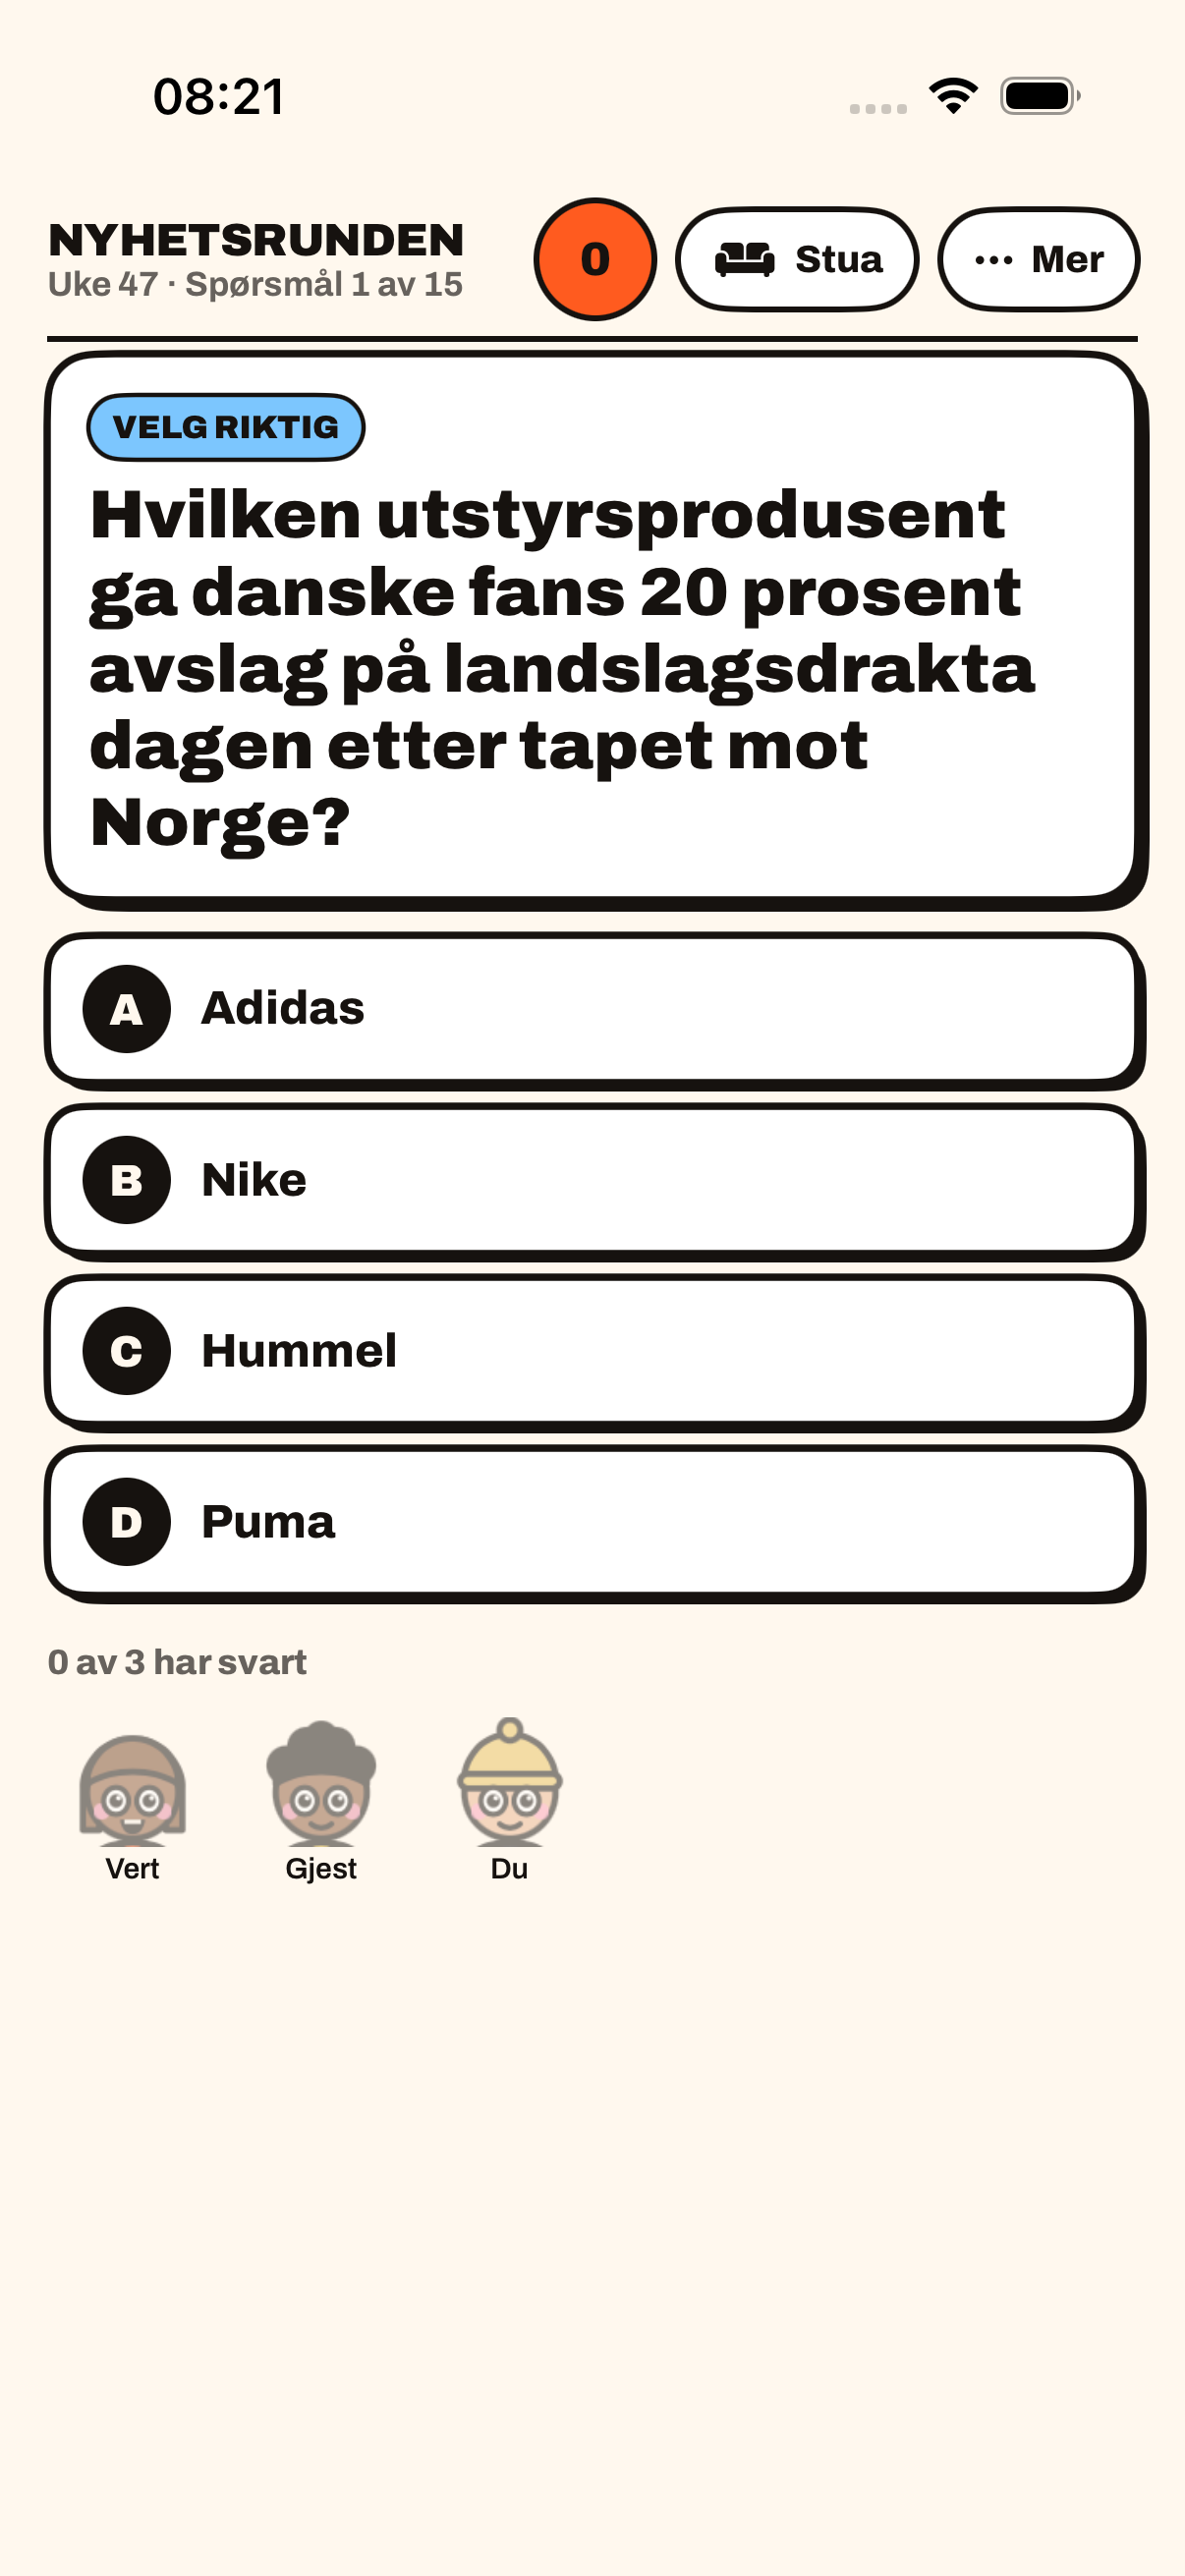 08:21
NYHETSRUNDEN
Uke 47 · Spørsmål 1 av 15
0
Stua
··· Mer
VELG RIKTIG
Hvilken utstyrsprodusent
ga danske fans 20 prosent
avslag på landslagsdrakta
dagen etter tapet mot
Norge?
A Adidas
B Nike
C Hummel
D Puma
0 av 3 har svart
Vert
Gjest
Du